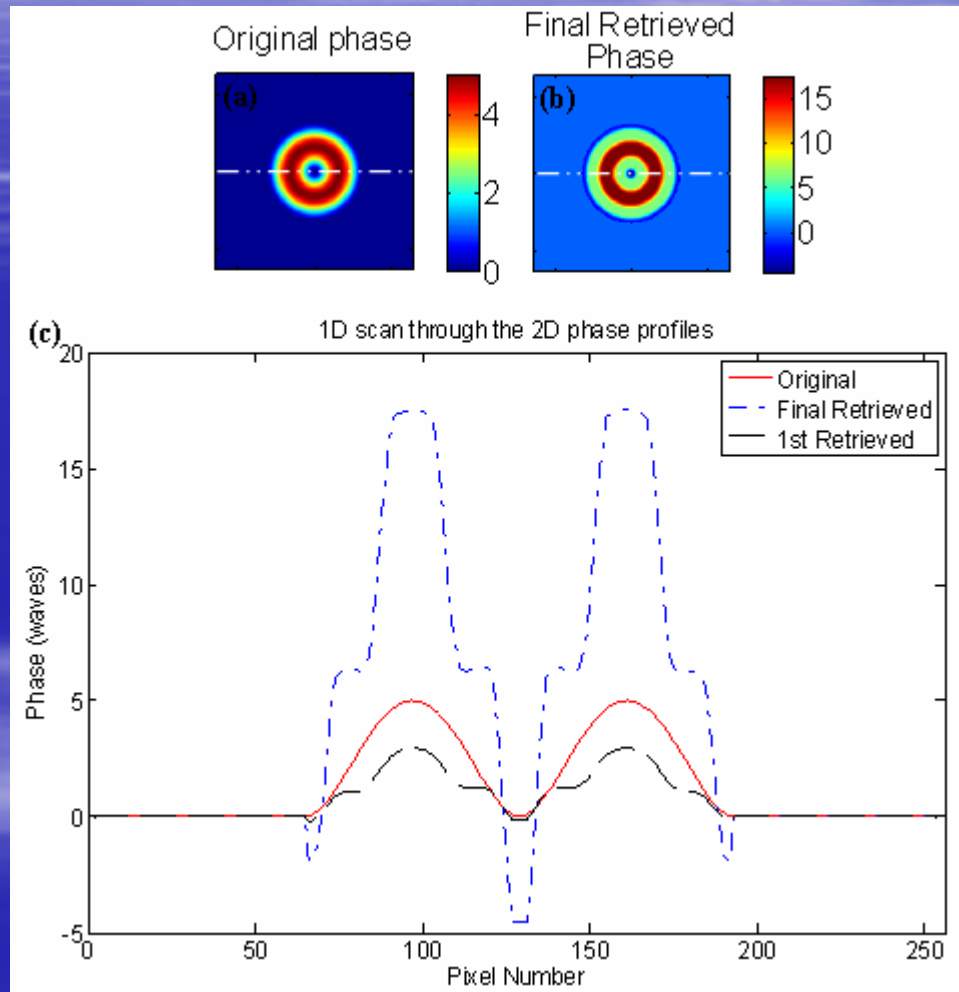 Original phase
Final Retrieved
Phase
(a)
4
2
0
(b)
15
10
5
0
(c)
1D scan through the 2D phase profiles
20
15
10
5
0
-5
Phase (waves)
Original
Final Retrieved
1st Retrieved
0
50
100
150
200
250
Pixel Number